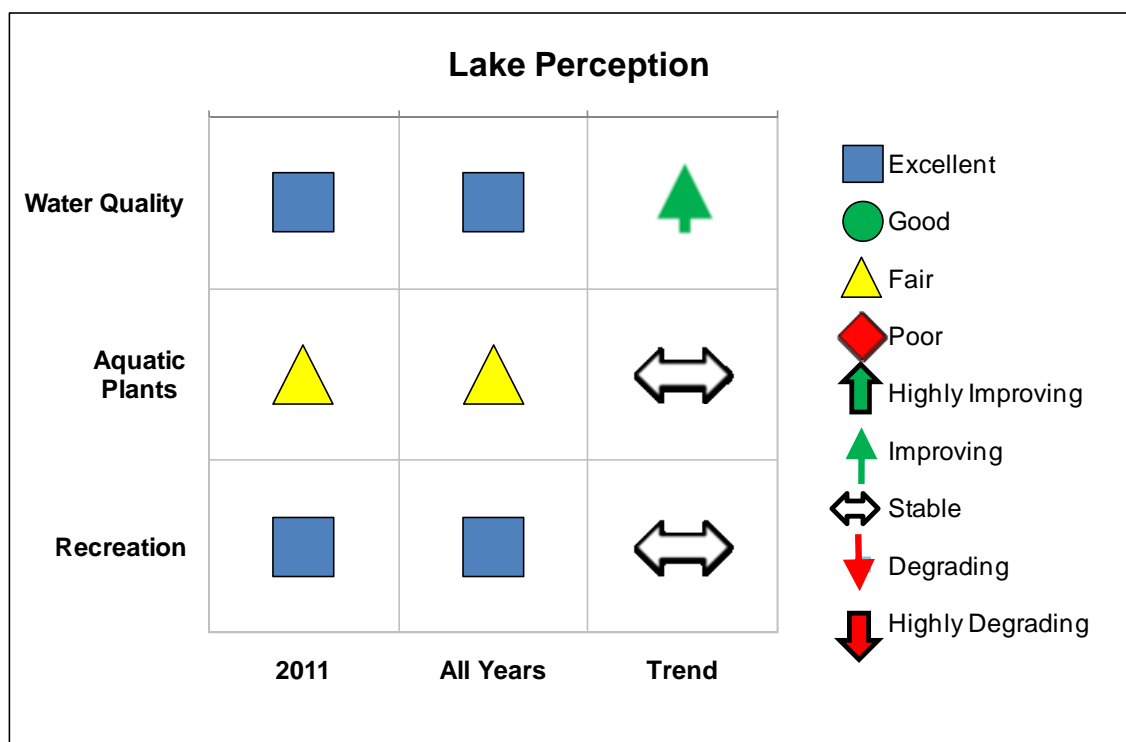 Lake Perception
Water Quality
Aquatic
Plants
Recreation
2011
All Years
Trend
Excellent
Good
Fair
Poor
Highly Improving
Improving
Stable
Degrading
Highly Degrading